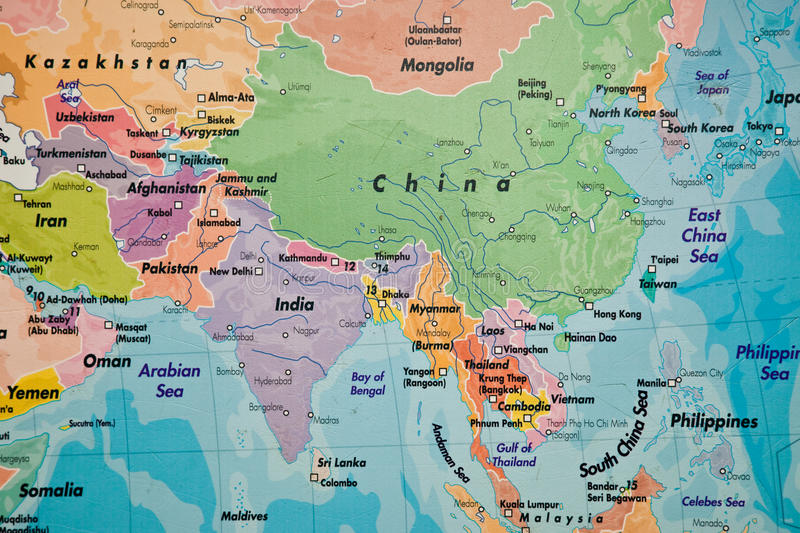 Celinograd
Semipalatinsk
Ust'-Kamenogorsk
Karaganda
Kazakhstan
Ulaanbaatar
(Oulan-Bator)
Mongolia
Vladivostok
Aral
Sea
Alma-Ata
Ürümqi
Shenyang
Sea of
Japan
Beijing
(Peking)
P'yongyang
Uzbekistan
Cimkent
Biskek
Kyrgyzstan
Taskent
North Korea
Soul
South Korea
Tokyo
Tianjin
Taiyuan
Pusan
Osaka
Nagoya
Hiroshima
Baku
Turkmenistan
Dusanbe
Tajikistan
Aschabad
Lanzhou
Qingdao
Xi'an
Nagasaki
Mashhad
Afghanistan
Jammu and
Kashmir
China
Nanjing
Shanghai
Tehran
Kabol
Islamabad
Iran
Qandahar
Lahore
Chengdu
Wuhan
Hangzhou
East
China
Sea
Kerman
Lhasa
Chongqing
Al-Kuwayt
(Kuweit)
Pakistan
Delhi
New Delhi
Kathmandu
12
Thimphu
14
Kunming
T'aipei
Taiwan
9
10
Ad-Dawhah (Doha)
11
Abu Zaby
(Abu Dhabi)
Karachi
Kanpur
India
13
Dhaka
Guangzhou
Hong Kong
Masqat
(Muscat)
Ahmadabad
Nagpur
Calcutta
Myanmar
(Burma)
Mandalay
Laos
Ha Noi
Hainan Dao
Oman
Viangchan
Arabian
Sea
Bombay
Hyderabad
Bay of
Bengal
Yangon
(Rangoon)
Thailand
Krung Thep
(Bangkok)
Da Nang
Quezon City
Manila
Philippin
Sea
Yemen
Cambodia
Vietnam
Bangalore
Madras
Phnum Penh
Thanh Pho Ho Chi Minh
(Saigon)
Philippines
Sucutra (Yem.)
Andaman Sea
Gulf of
Thailand
South China Sea
Hargeysa
Sri Lanka
Colombo
Davao
Somalia
Medan
Kuala Lumpur
Malaysia
Bandar
Seri Begawan
15
Celebes Sea
Muqdisho
Maldives
Manado